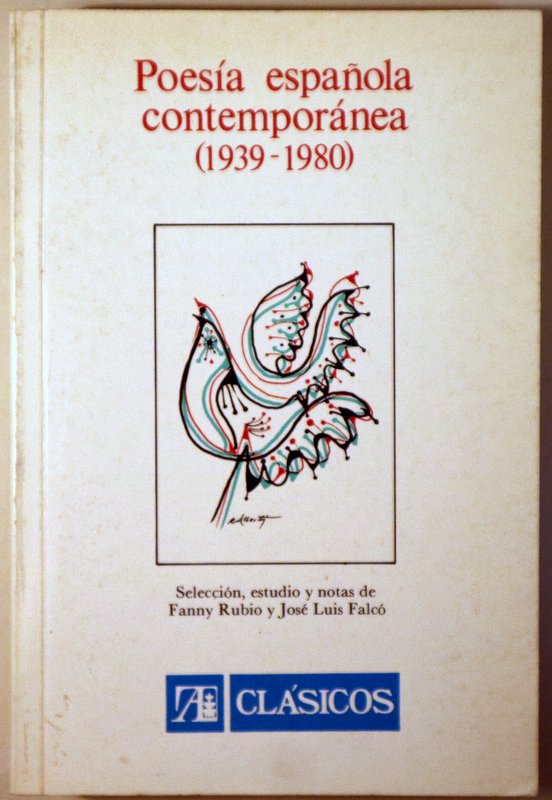 Poesía española
contemporánea
(1939-1980)
Selección, estudio y notas de
Fanny Rubio y José Luis Falcó
CLÁSICOS